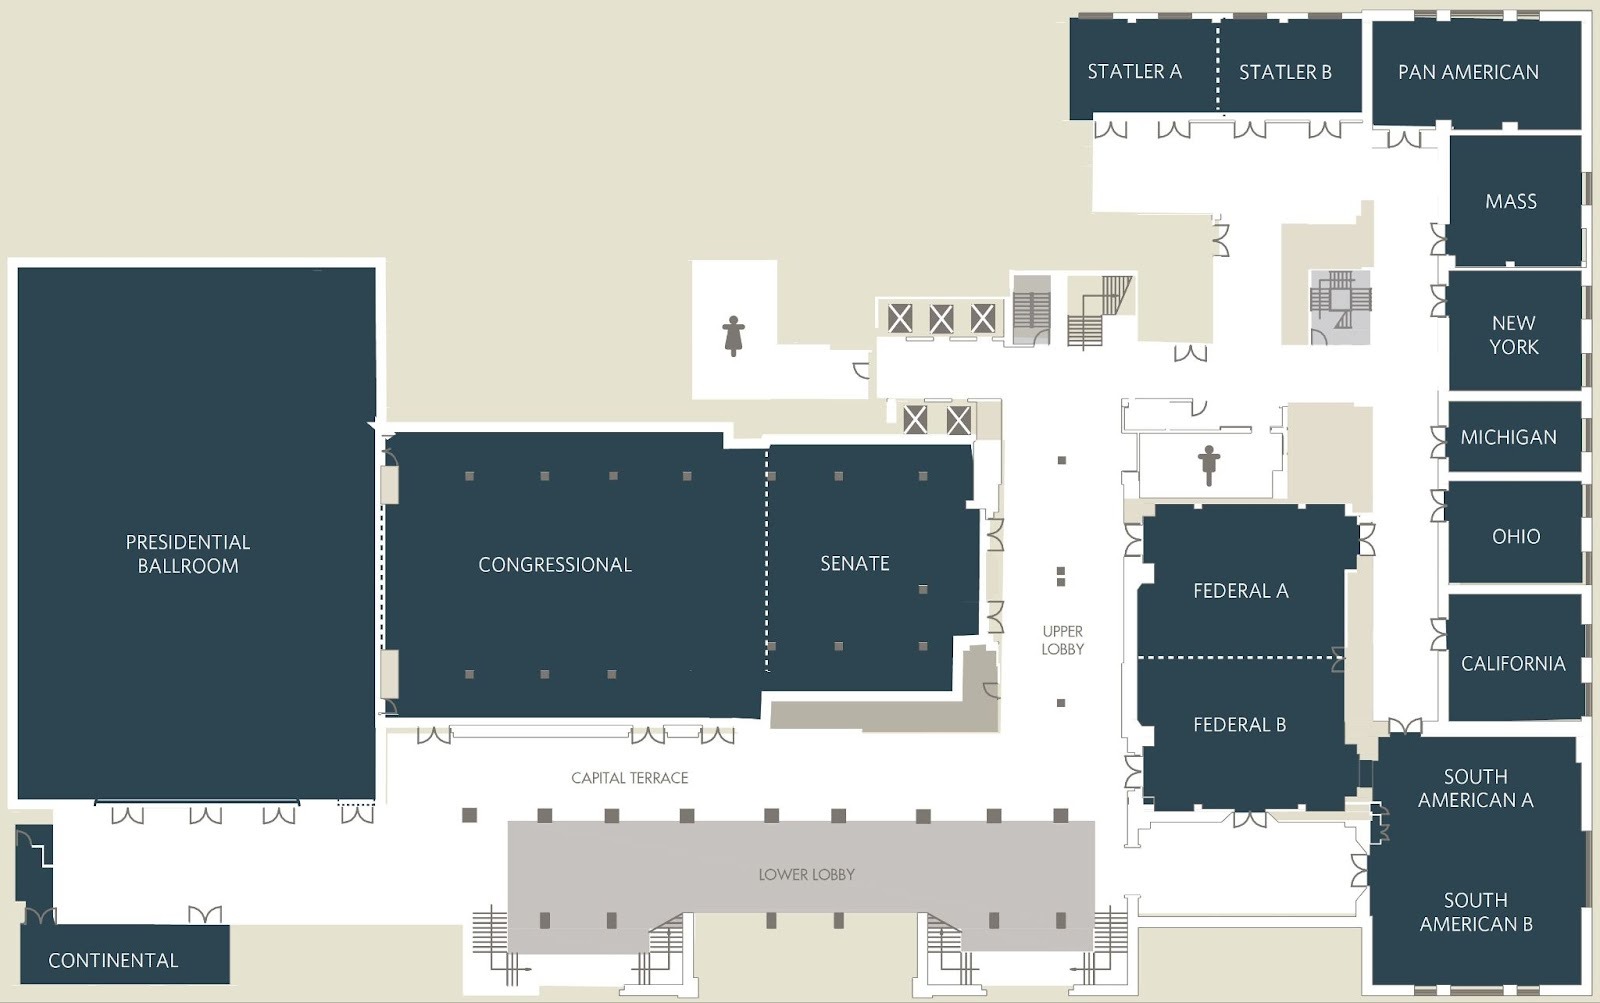 STATLER A
STATLER B
PAN AMERICAN
MASS
NEW
YORK
MICHIGAN
OHIO
CALIFORNIA
PRESIDENTIAL
BALLROOM
CONGRESSIONAL
SENATE
UPPER
LOBBY
FEDERAL A
FEDERAL B
CAPITAL TERRACE
SOUTH
AMERICAN A
LOWER LOBBY
SOUTH
AMERICAN B
CONTINENTAL